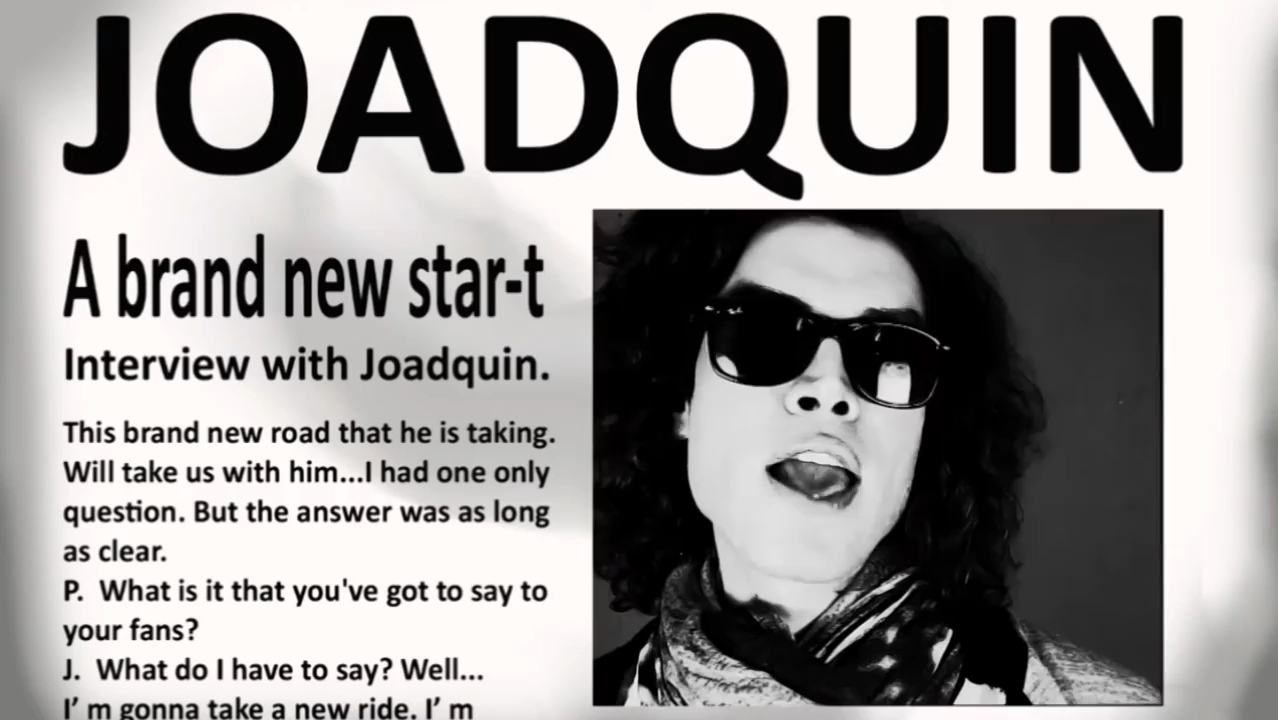 JOADQUIN
A brand new star-t
Interview with Joadquin.
This brand new road that he is taking.
Will take us with him...I had one only
question. But the answer was as long
as clear.
P.  What is it that you've got to say to
your fans?
J.  What do I have to say? Well...
I’ m gonna take a new ride. I’ m